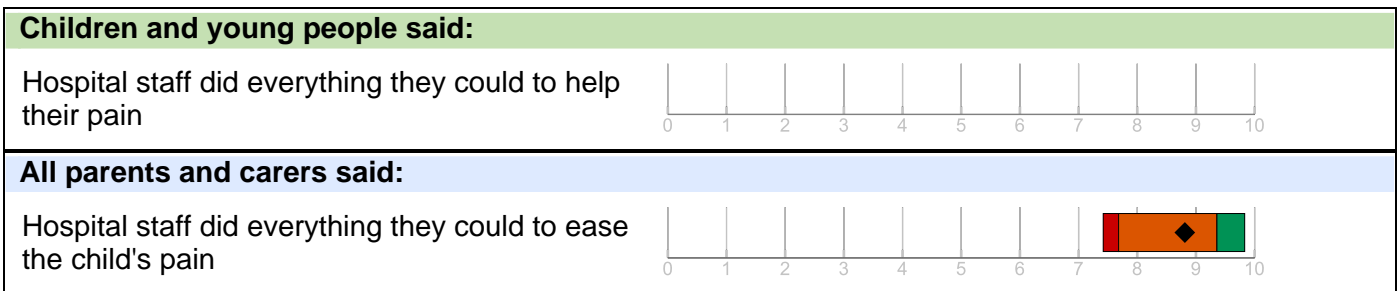 Children and young people said:
Hospital staff did everything they could to help
their pain
0 1 2 3 4 5 6 7 8 9 10
All parents and carers said:
Hospital staff did everything they could to ease
the child's pain
0 1 2 3 4 5 6 7 8 9 10